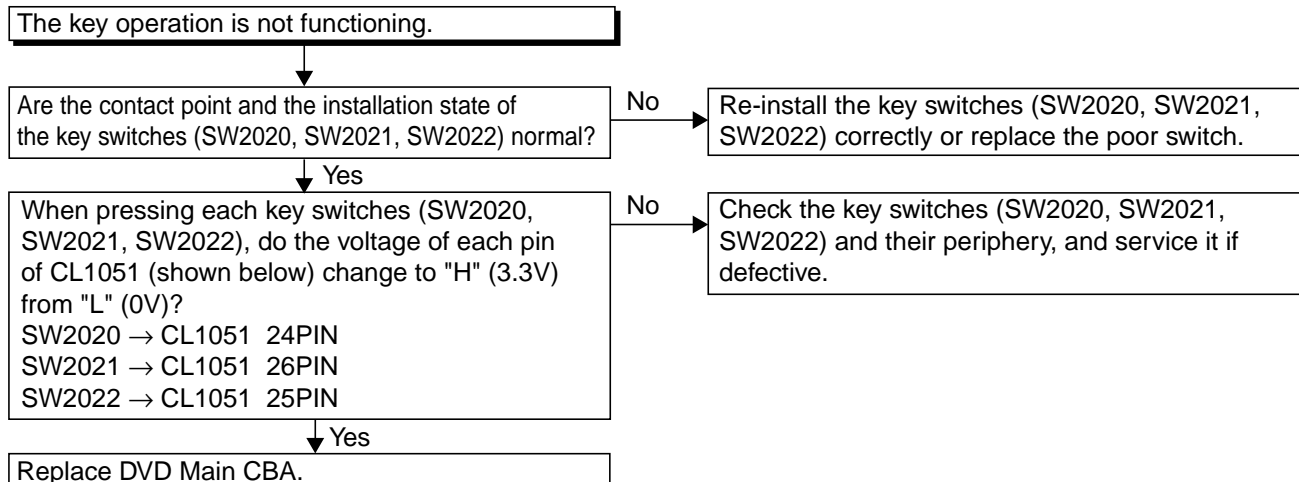 The key operation is not functioning.
Are the contact point and the installation state of
the key switches (SW2020, SW2021, SW2022) normal?
No
Re-install the key switches (SW2020, SW2021,
SW2022) correctly or replace the poor switch.
Yes
When pressing each key switches (SW2020,
SW2021, SW2022), do the voltage of each pin
of CL1051 (shown below) change to "H" (3.3V)
from "L" (0V)?
SW2020 → CL1051 24PIN
SW2021 → CL1051 26PIN
SW2022 → CL1051 25PIN
No
Check the key switches (SW2020, SW2021,
SW2022) and their periphery, and service it if
defective.
Yes
Replace DVD Main CBA.